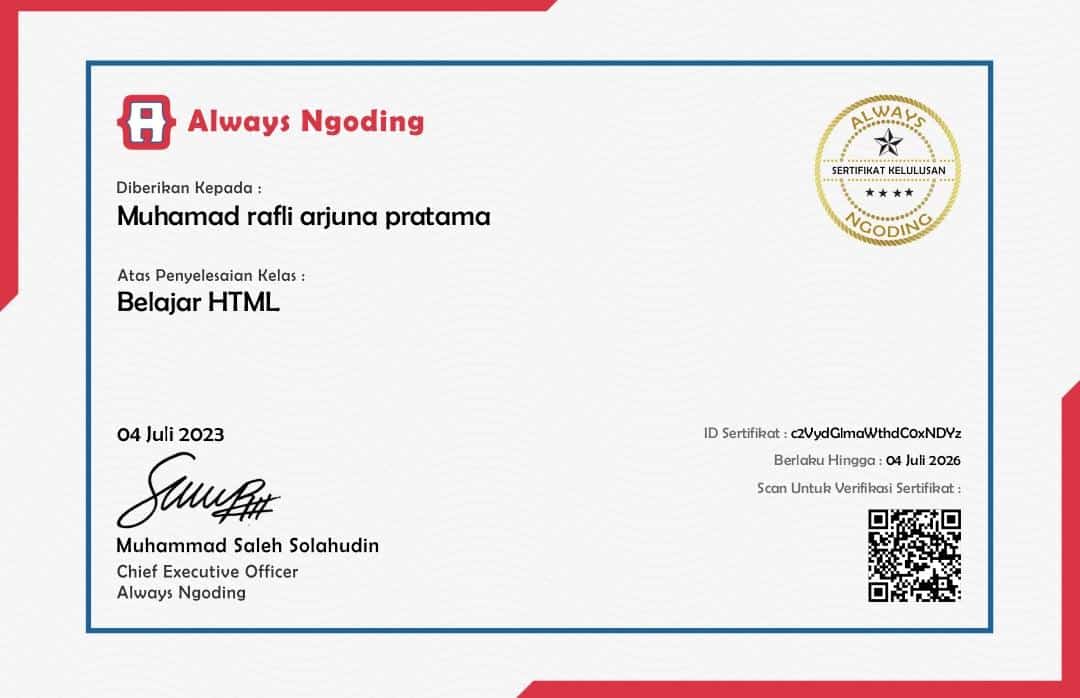 Always Ngoding
ALWAYS
SERTIFIKAT KELULUSAN
NGODING
Diberikan Kepada :
Muhamad rafli arjuna pratama
Atas Penyelesaian Kelas :
Belajar HTML
04 Juli 2023
Muhammad Saleh Solahudin
Chief Executive Officer
Always Ngoding
ID Sertifikat : c2VydGlmaWthdC0xNDYz
Berlaku Hingga : 04 Juli 2026
Scan Untuk Verifikasi Sertifikat :